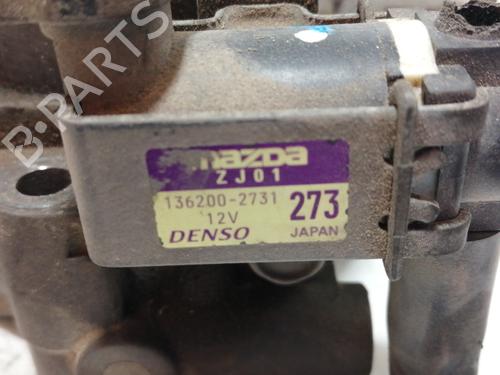 mazda
ZJ01
136200-2731 273
12V
DENSO JAPAN
B-PARTS